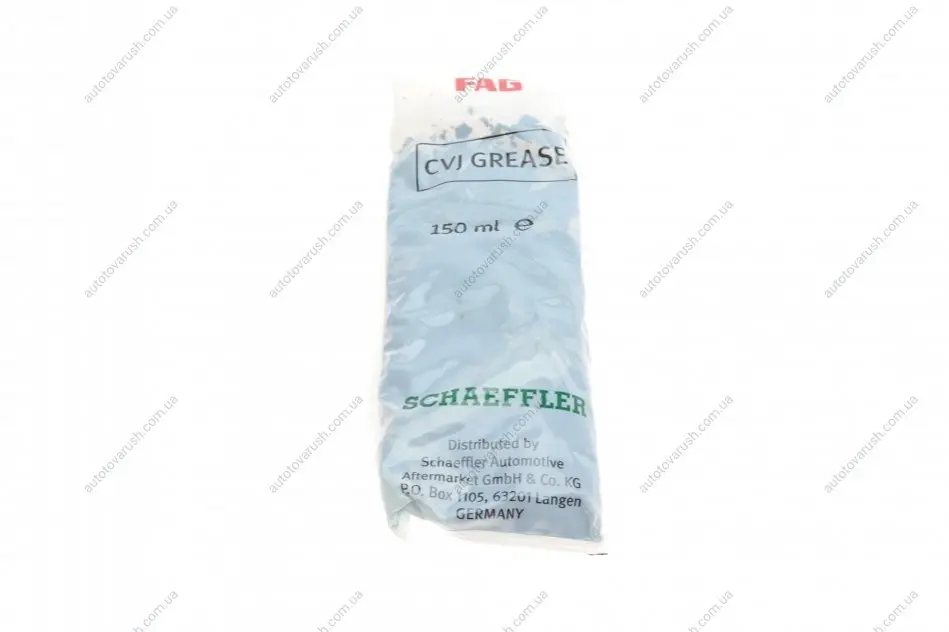 FAG
CVJ GREASE
150 ml ℮
SCHAEFFLER
Distributed by
Schaeffler Automotive
Aftermarket GmbH & Co. KG
P.O. Box 1105, 63201 Langen
GERMANY
autotovarush.com.ua